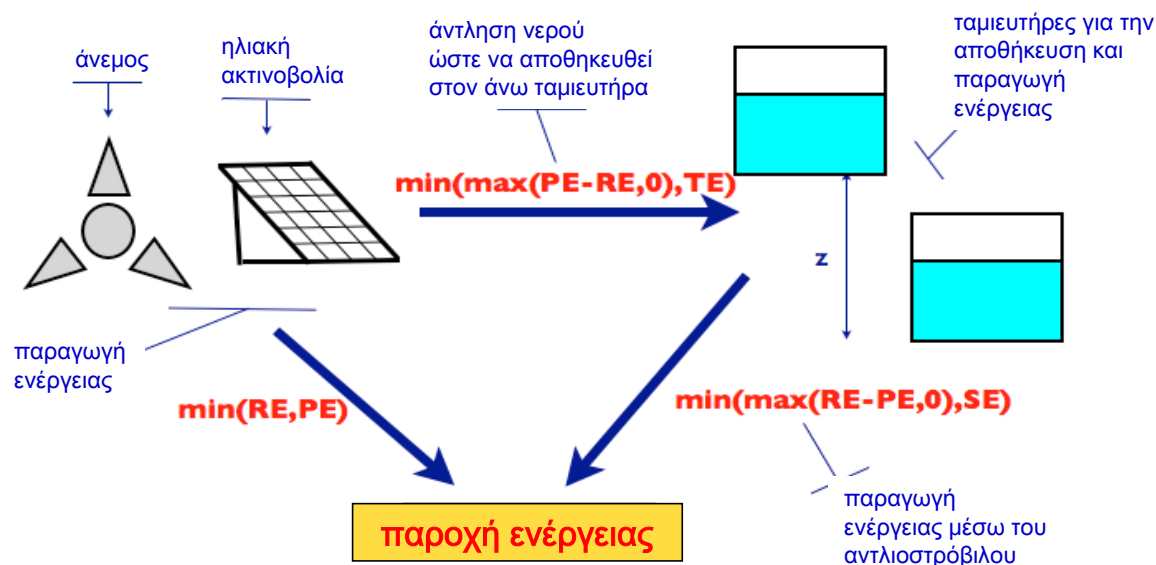 άνεμος
ηλιακή
ακτινοβολία
άντληση νερού
ώστε να αποθηκευθεί
στον άνω ταμιευτήρα
ταμιευτήρες για την
αποθήκευση και
παραγωγή
ενέργειας
min(max(PE-RE,0),TE)
z
παραγωγή
ενέργειας
min(RE,PE)
min(max(RE-PE,0),SE)
παροχή ενέργειας
παραγωγή
ενέργειας μέσω του
αντλιοστρόβιλου